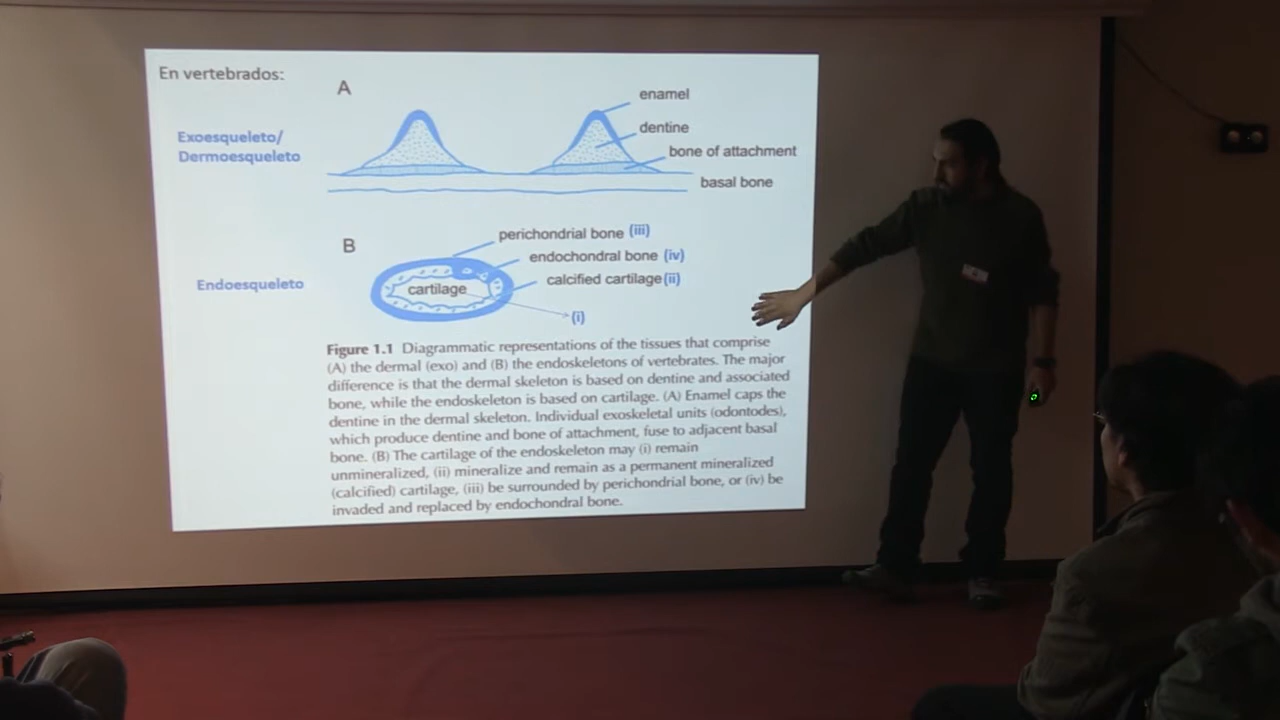 En vertebrados:
A
enamel
dentine
Exoesqueleto/
Dermoesqueleto
bone of attachment
basal bone
B
perichondrial bone (iii)
endochondral bone (iv)
calcified cartilage (ii)
Endoesqueleto
cartilage
(i)
Figure 1.1 Diagrammatic representations of the tissues that comprise
(A) the dermal (exo) and (B) the endoskeletons of vertebrates. The major
difference is that the dermal skeleton is based on dentine and associated
bone, while the endoskeleton is based on cartilage. (A) Enamel caps the
dentine in the dermal skeleton. Individual exoskeletal units (odontodes),
which produce dentine and bone of attachment, fuse to adjacent basal
bone. (B) The cartilage of the endoskeleton may (i) remain
unmineralized, (ii) mineralize and remain as a permanent mineralized
(calcified) cartilage, (iii) be surrounded by perichondrial bone, or (iv) be
invaded and replaced by endochondral bone.